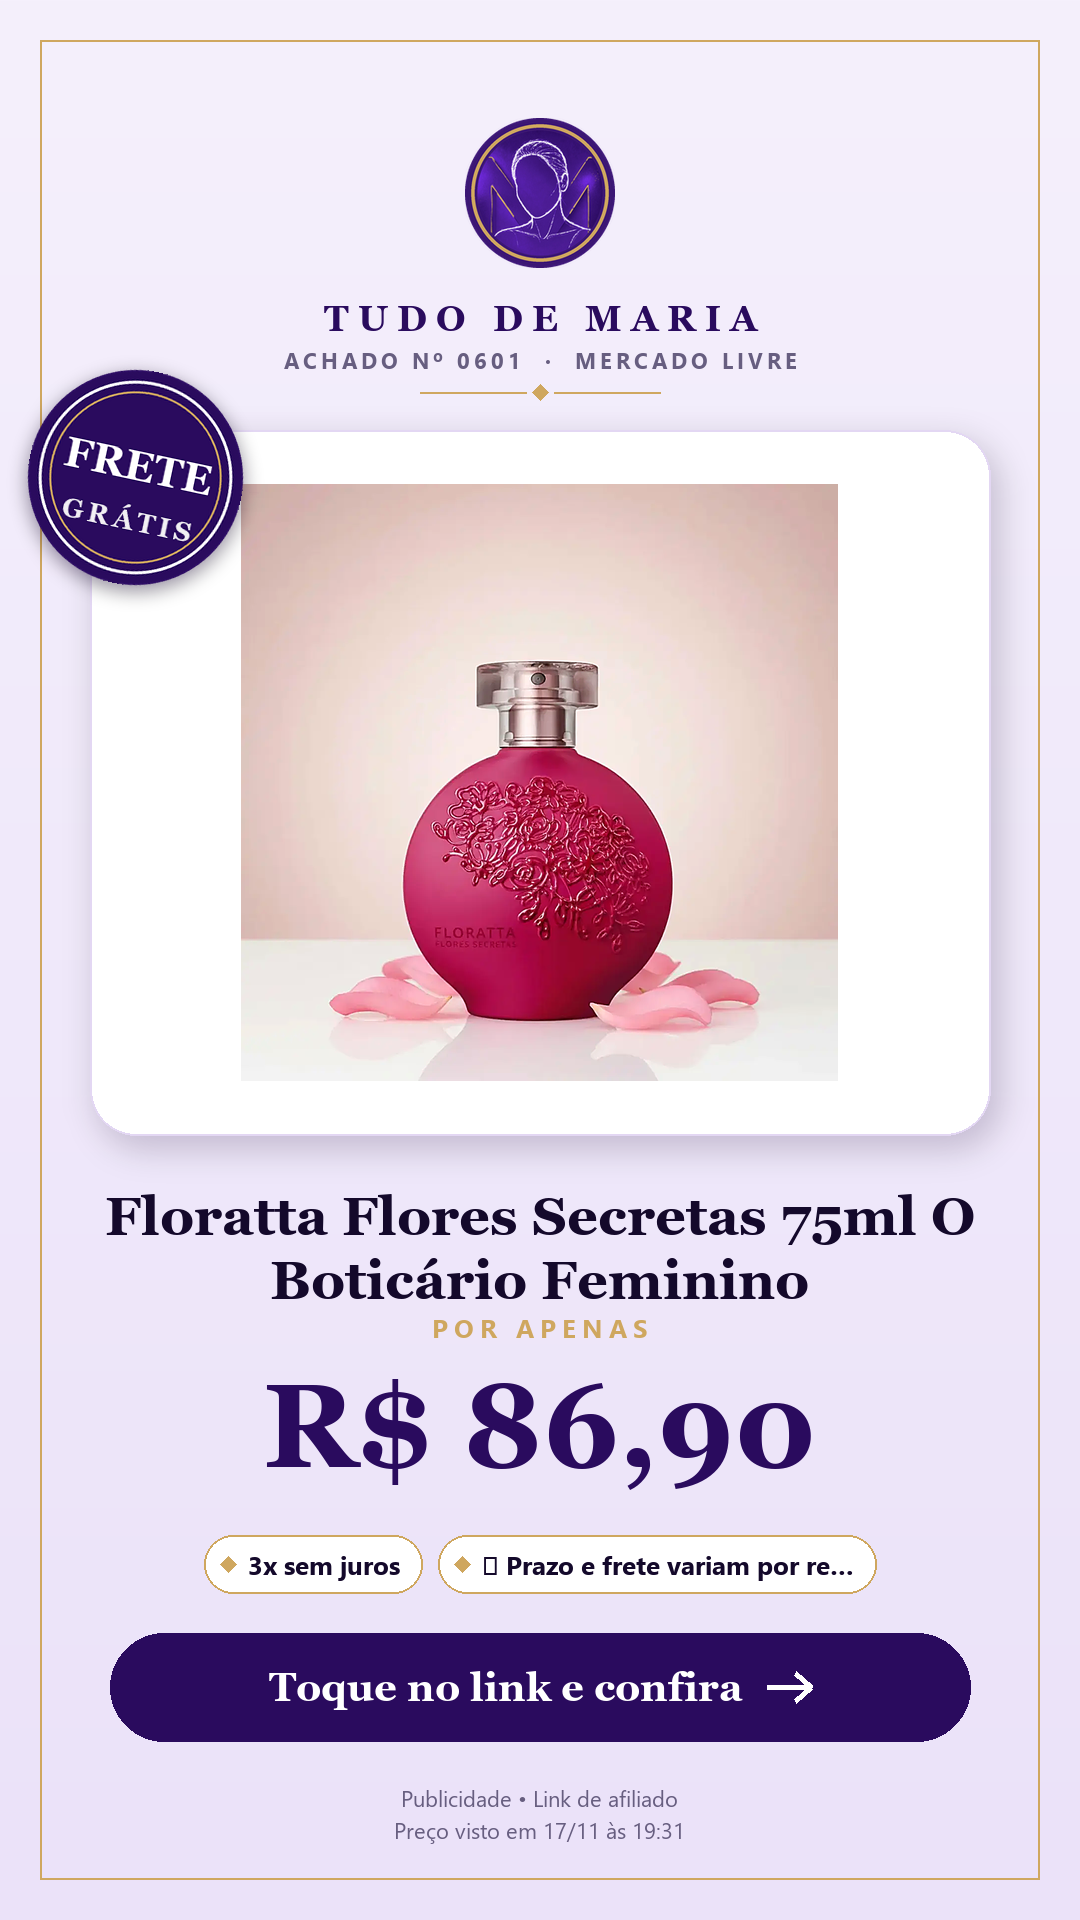 TUDO DE MARIA
ACHADO Nº 0601 · MERCADO LIVRE
FRETE
GRÁTIS
FLORATTA
FLORES SECRETAS
Floratta Flores Secretas 75ml O
Boticário Feminino
POR APENAS
R$ 86,90
3x sem juros
Prazo e frete variam por re...
Toque no link e confira →
Publicidade • Link de afiliado
Preço visto em 17/11 às 19:31